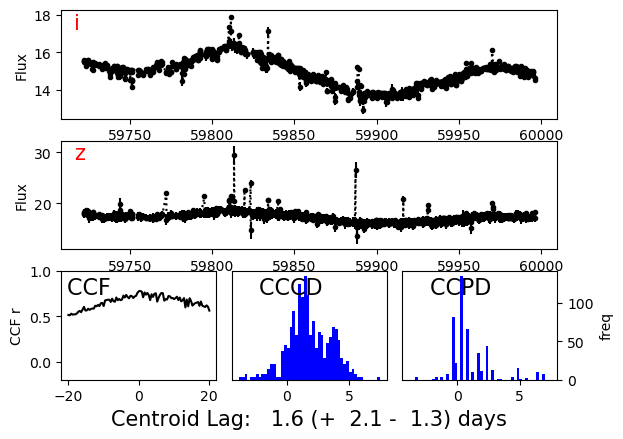 i
18
16
14
Flux
59750 59800 59850 59900 59950 60000
z
30
20
Flux
59750 59800 59850 59900 59950 60000
CCF CCCD CCPD
1.0
0.5
0.0
CCF r
100
50
0
freq
−20 0 20
0 5
0 5
Centroid Lag: 1.6 (+ 2.1 - 1.3) days